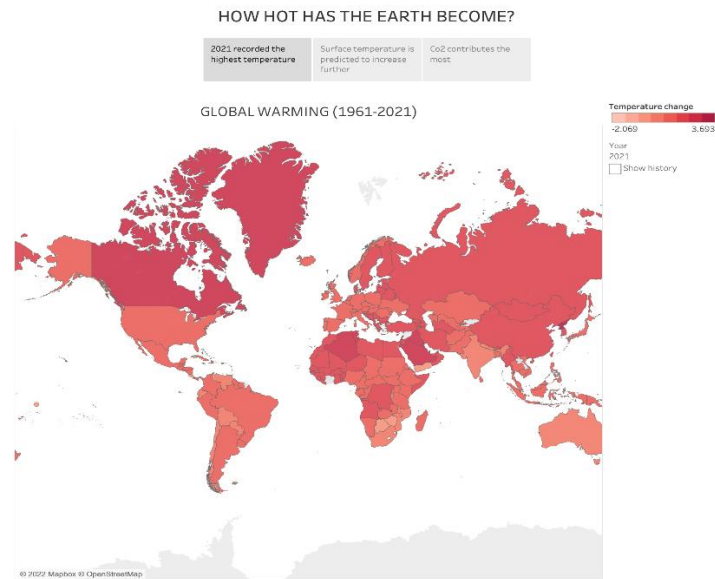 HOW HOT HAS THE EARTH BECOME?
2021 recorded the
highest temperature
Surface temperature is
predicted to increase
further
Co2 contributes the
most
GLOBAL WARMING (1961-2021)
Temperature change
-2.069 3.693
Year
2021
Show history
© 2022 Mapbox © OpenStreetMap